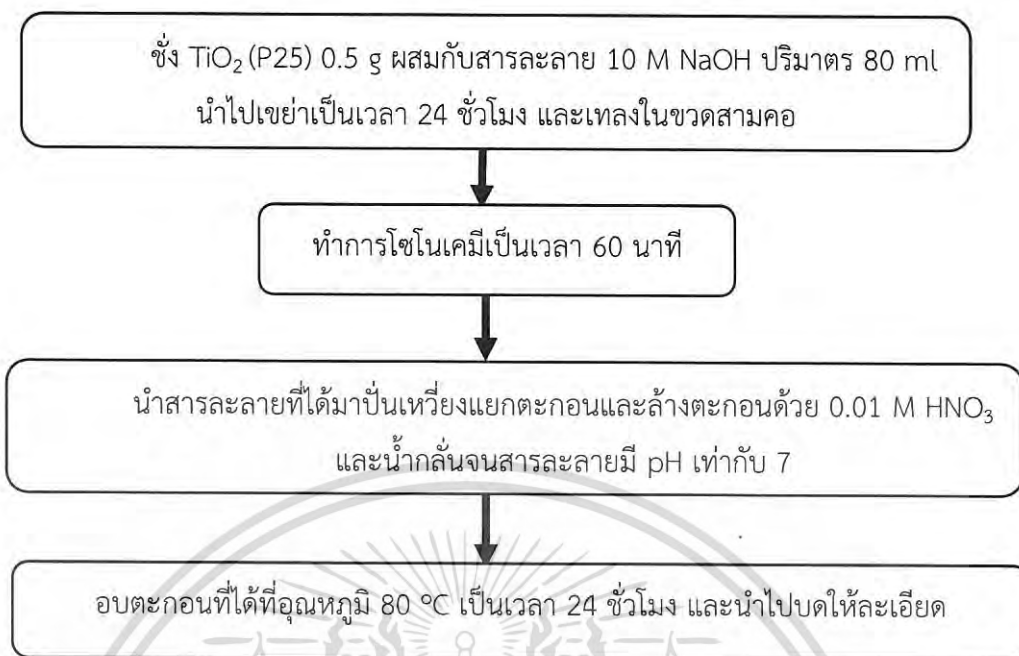 ชั่ง TiO₂ (P25) 0.5 g ผสมกับสารละลาย 10 M NaOH ปริมาตร 80 ml
นำไปเขย่าเป็นเวลา 24 ชั่วโมง และเทลงในขวดสามคอ
ทำการโซโนเคมีเป็นเวลา 60 นาที
นำสารละลายที่ได้มาปั่นเหวี่ยงแยกตะกอนและล้างตะกอนด้วย 0.01 M HNO₃
และน้ำกลั่นจนสารละลายมี pH เท่ากับ 7
อบตะกอนที่ได้ที่อุณหภูมิ 80 °C เป็นเวลา 24 ชั่วโมง และนำไปบดให้ละเอียด